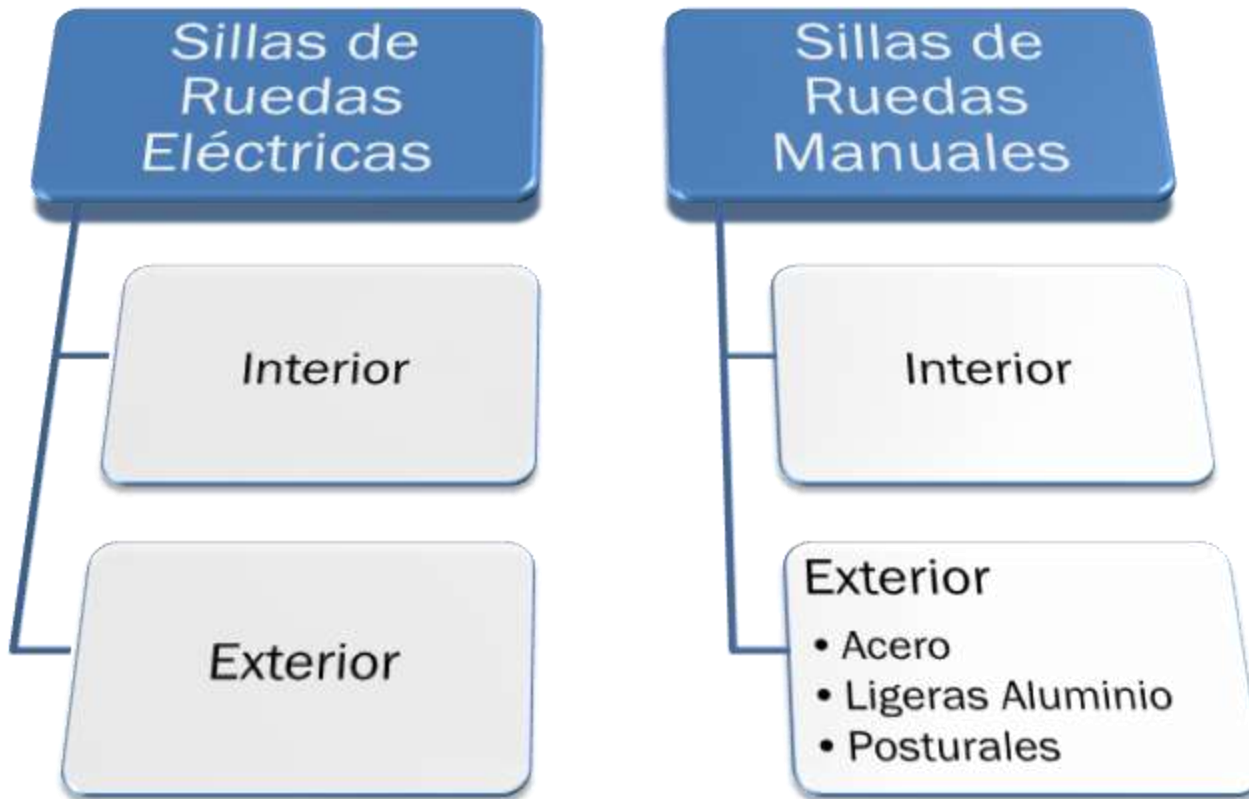 Sillas de
Ruedas
Eléctricas
Interior
Exterior
Sillas de
Ruedas
Manuales
Interior
Exterior
• Acero
• Ligeras Aluminio
• Posturales